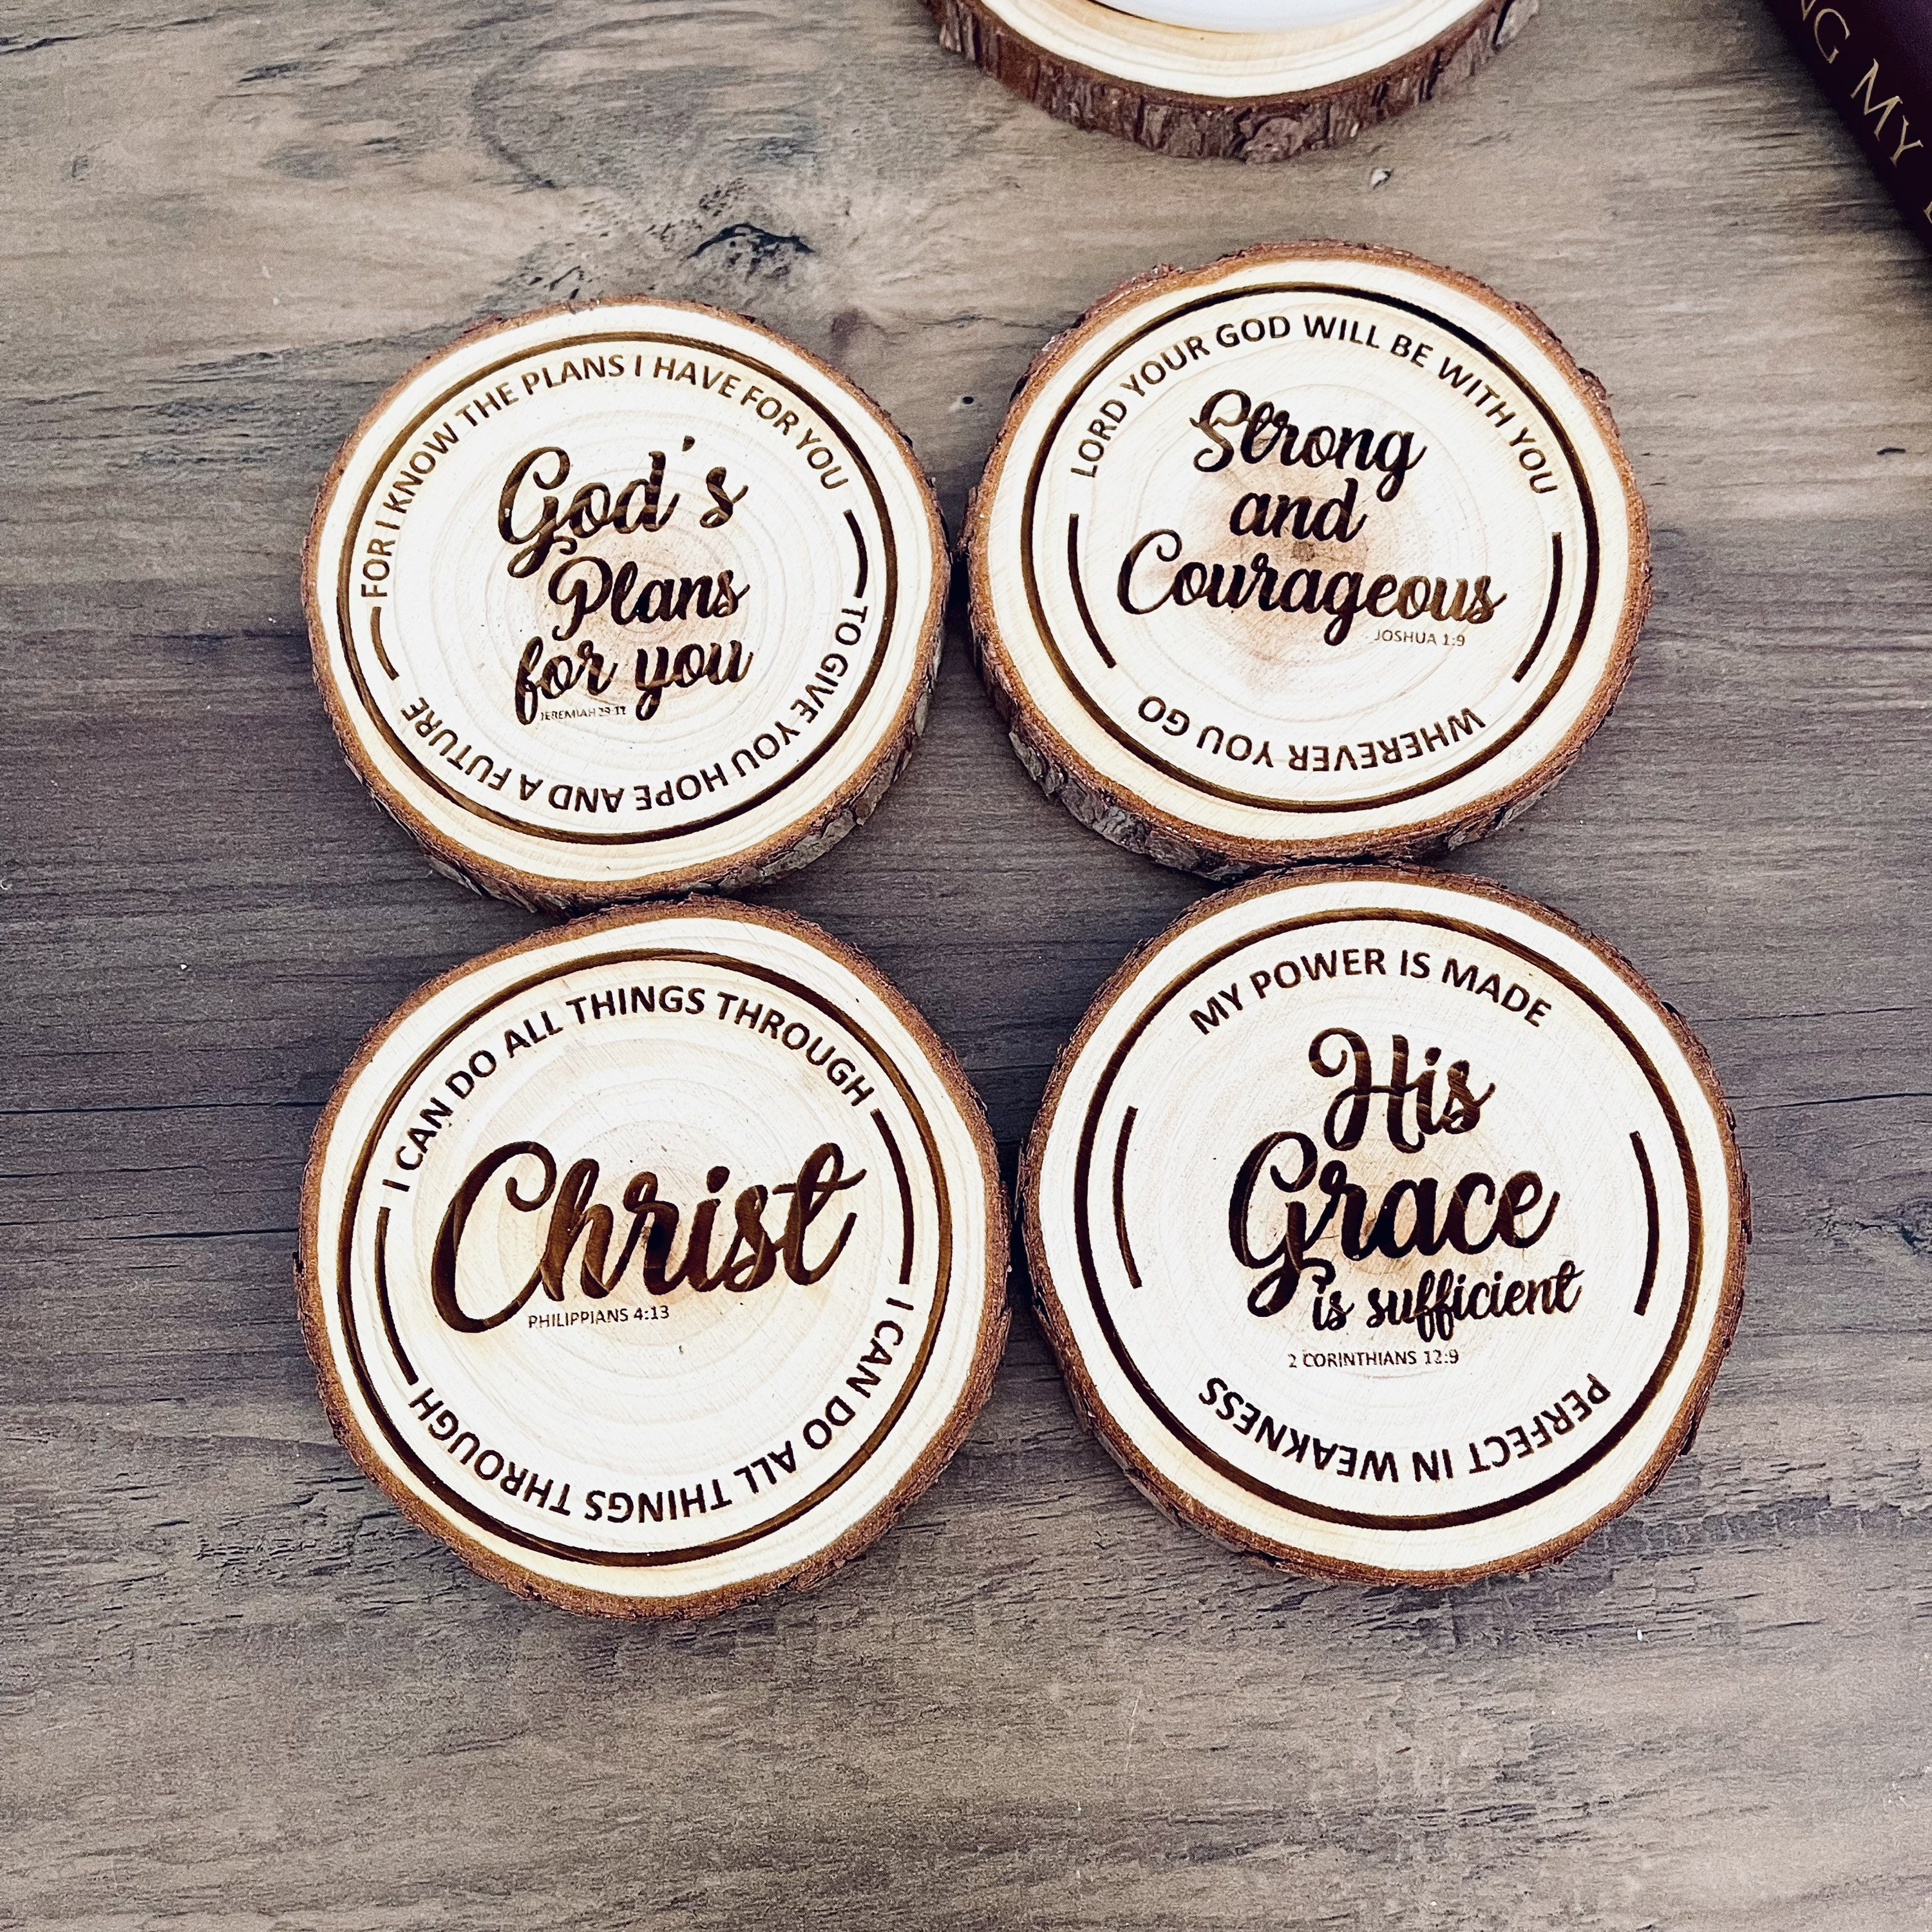 FOR I KNOW THE PLANS I HAVE FOR YOU
God's
Plans
for you
JEREMIAH 29:11
TO GIVE YOU HOPE AND A FUTURE
LORD YOUR GOD WILL BE WITH YOU
Strong
and
Courageous
JOSHUA 1:9
WHEREVER YOU GO
I CAN DO ALL THINGS THROUGH
Christ
PHILIPPIANS 4:13
I CAN DO ALL THINGS THROUGH
MY POWER IS MADE
His
Grace
is sufficient
2 CORINTHIANS 12:9
PERFECT IN WEAKNESS
MY